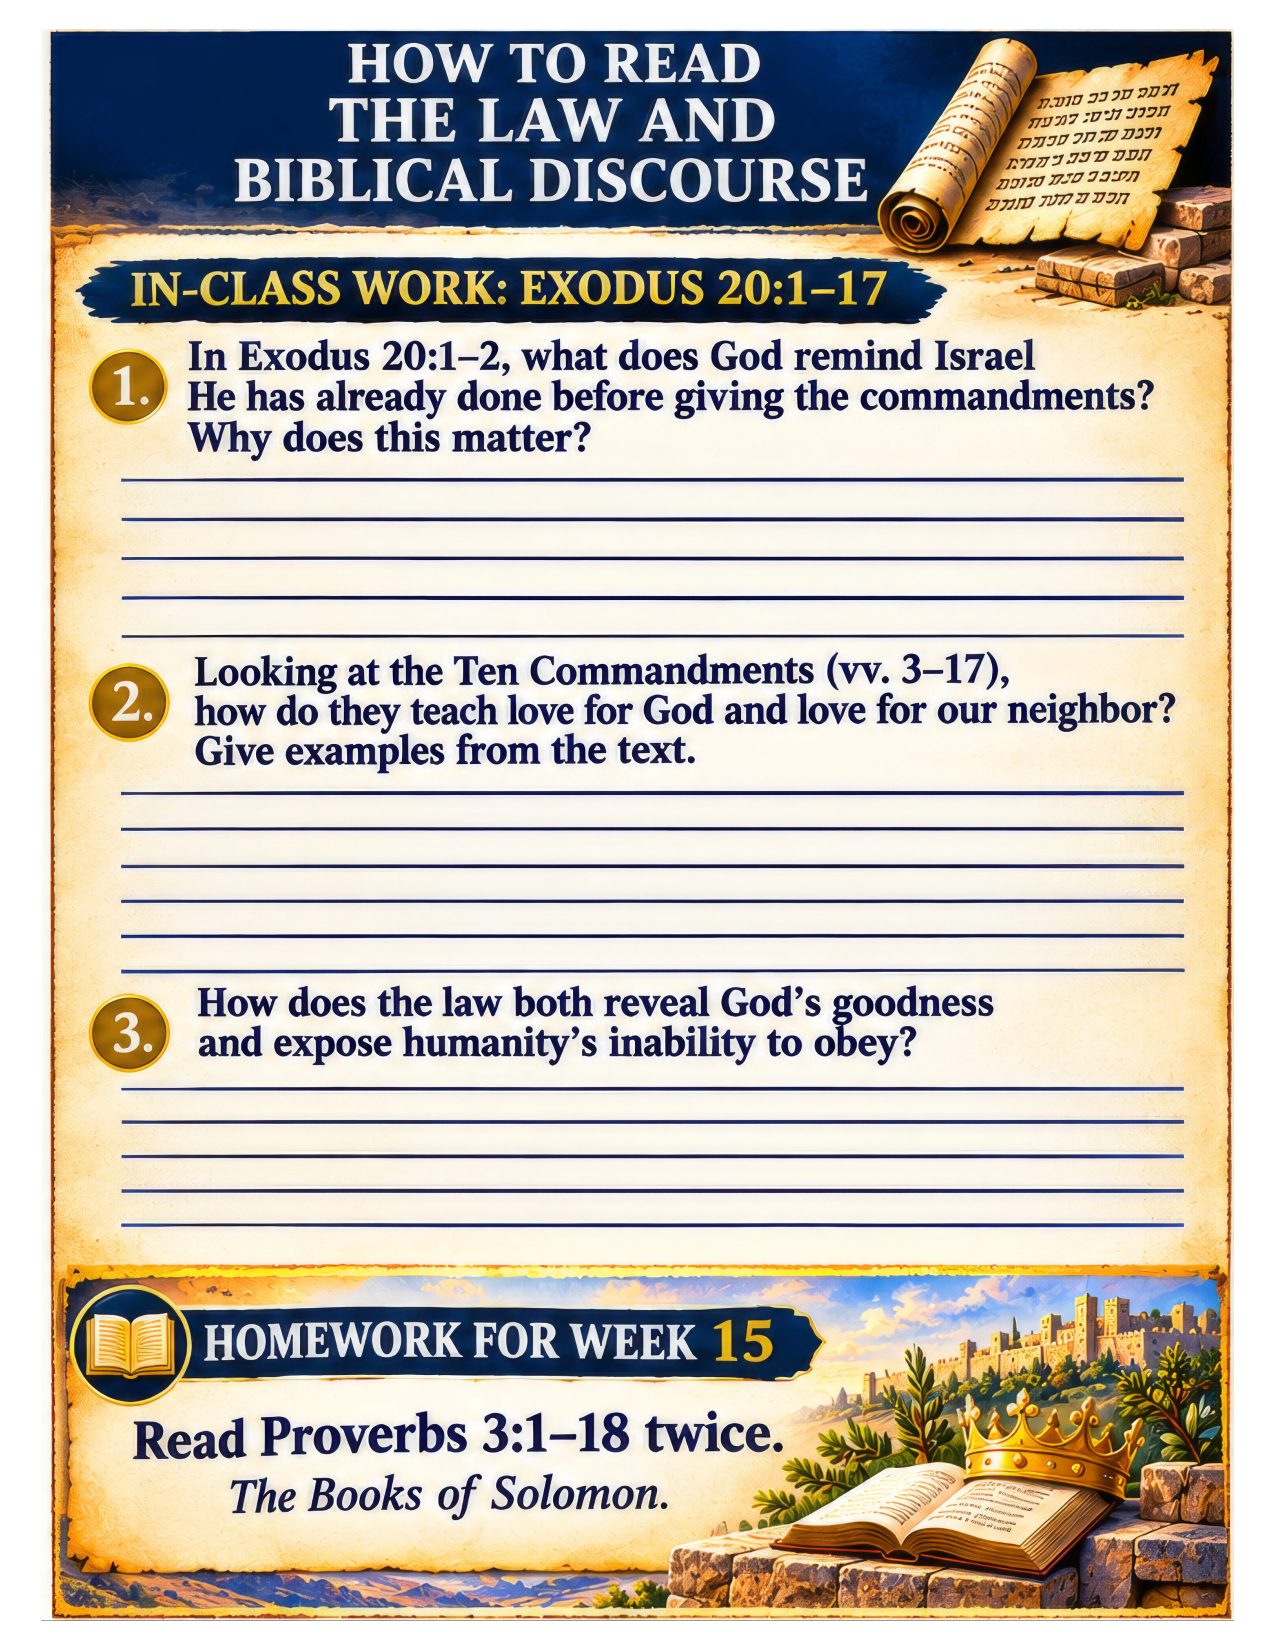 HOW TO READ
THE LAW AND
BIBLICAL DISCOURSE
IN-CLASS WORK: EXODUS 20:1–17
1.
In Exodus 20:1–2, what does God remind Israel
He has already done before giving the commandments?
Why does this matter?
2.
Looking at the Ten Commandments (vv. 3–17),
how do they teach love for God and love for our neighbor?
Give examples from the text.
3.
How does the law both reveal God's goodness
and expose humanity's inability to obey?
HOMEWORK FOR WEEK 15
Read Proverbs 3:1–18 twice.
The Books of Solomon.